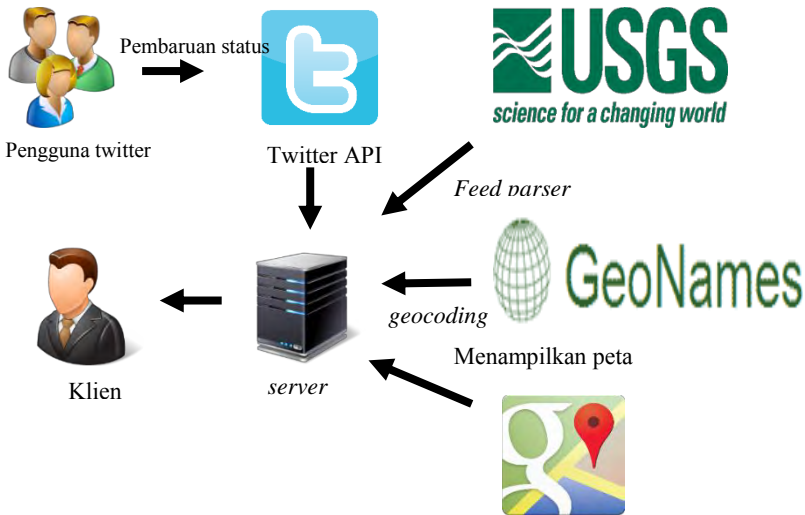 Pembaruan status
USGS
science for a changing world
Pengguna twitter
Twitter API
Feed parser
GeoNames
geocoding
Menampilkan peta
Klien
server